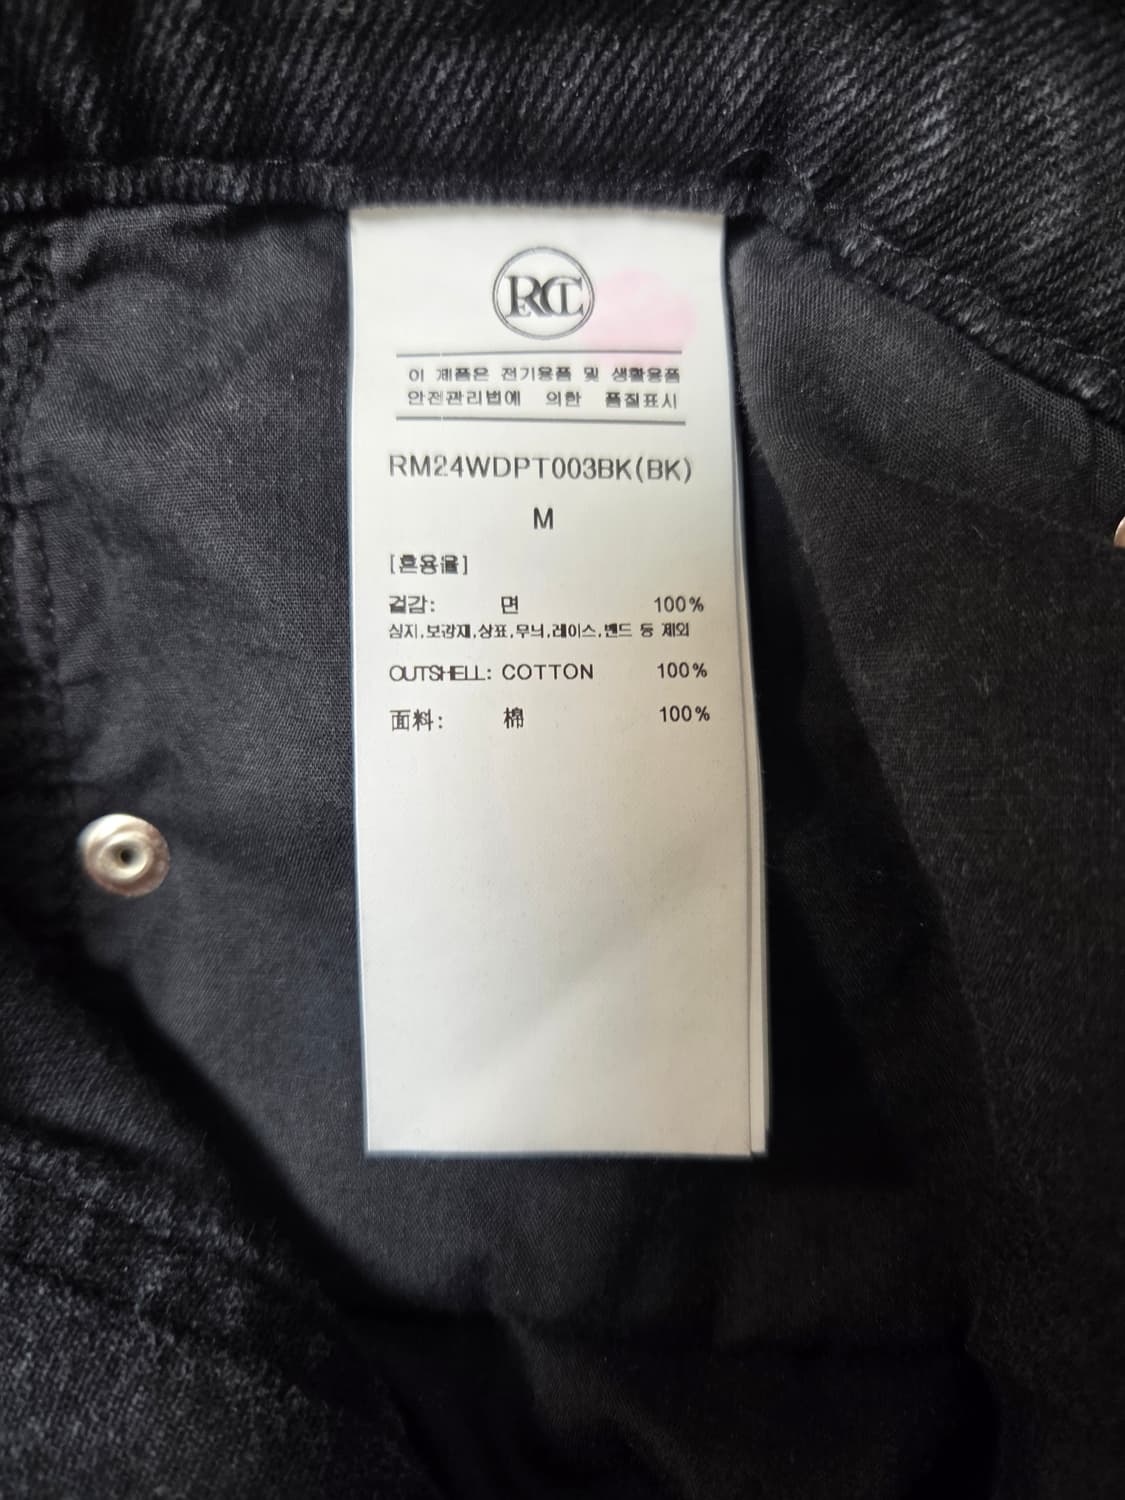 RECT
이 제품은 전기용품 및 생활용품
안전관리법에 의한 품질표시
RM24WDPT003BK(BK)
M
[혼용율]
겉감: 면 100%
심지,보강재,상표,무늬,레이스,밴드 등 제외
OUTSHELL: COTTON 100%
面料: 棉 100%